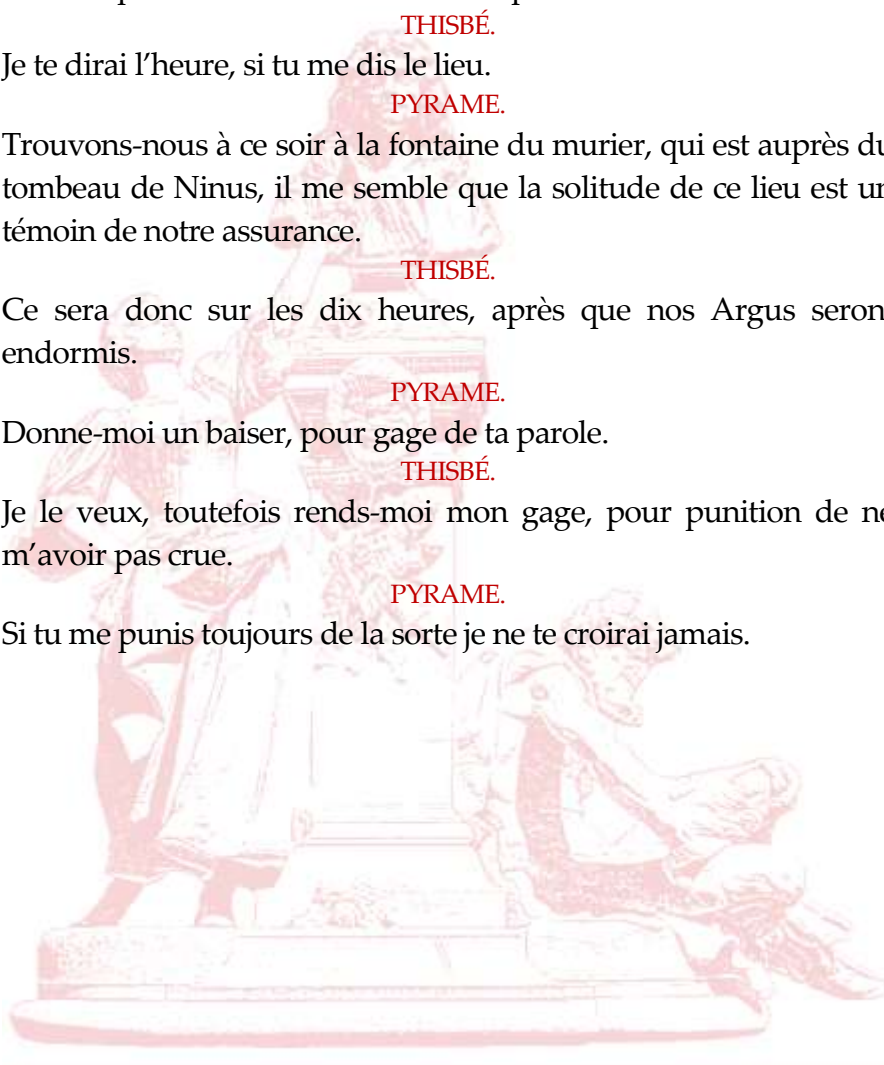 THISBÉ.
Je te dirai l’heure, si tu me dis le lieu.
PYRAME.
Trouvons-nous à ce soir à la fontaine du murier, qui est auprès du
tombeau de Ninus, il me semble que la solitude de ce lieu est un
témoin de notre assurance.
THISBÉ.
Ce sera donc sur les dix heures, après que nos Argus seron
endormis.
PYRAME.
Donne-moi un baiser, pour gage de ta parole.
THISBÉ.
Je le veux, toutefois rends-moi mon gage, pour punition de ne
m’avoir pas crue.
PYRAME.
Si tu me punis toujours de la sorte je ne te croirai jamais.